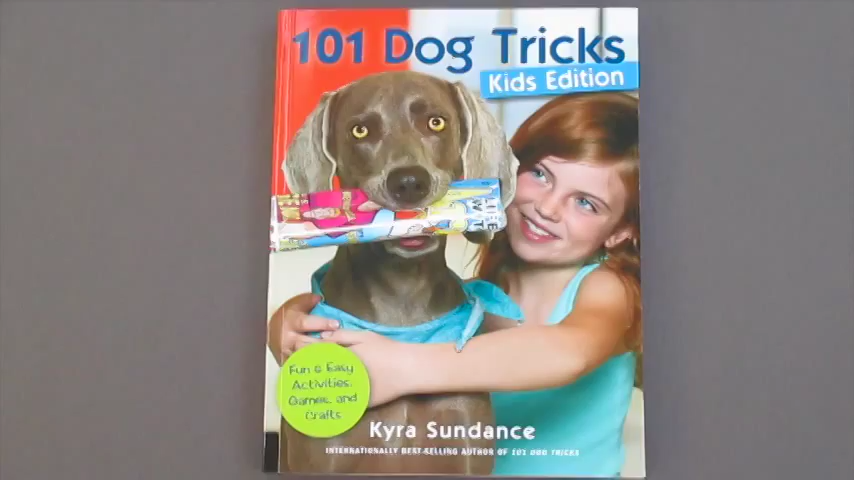 101 Dog Tricks
Kids Edition
Fun & Easy
Activities,
Games, and
Crafts
Kyra Sundance
INTERNATIONALLY BEST-SELLING AUTHOR OF 101 DOG TRICKS